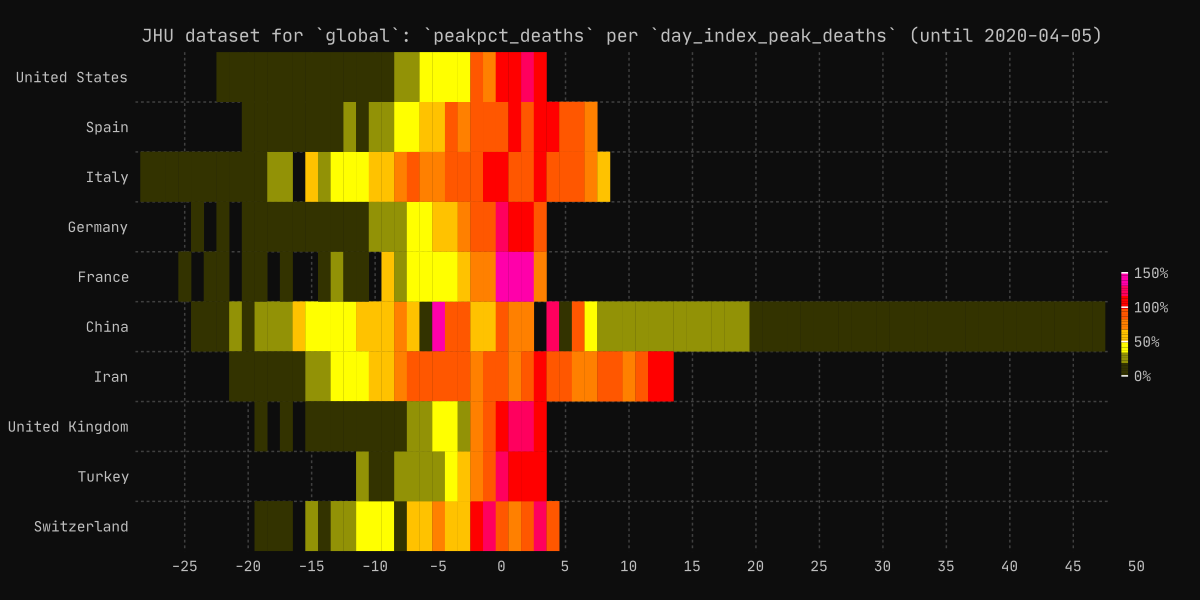 JHU dataset for `global`: `peakpct_deaths` per `day_index_peak_deaths` (until 2020-04-05)
United States
Spain
Italy
Germany
France
China
Iran
United Kingdom
Turkey
Switzerland
150%
100%
50%
0%
-25 -20 -15 -10 -5 0 5 10 15 20 25 30 35 40 45 50